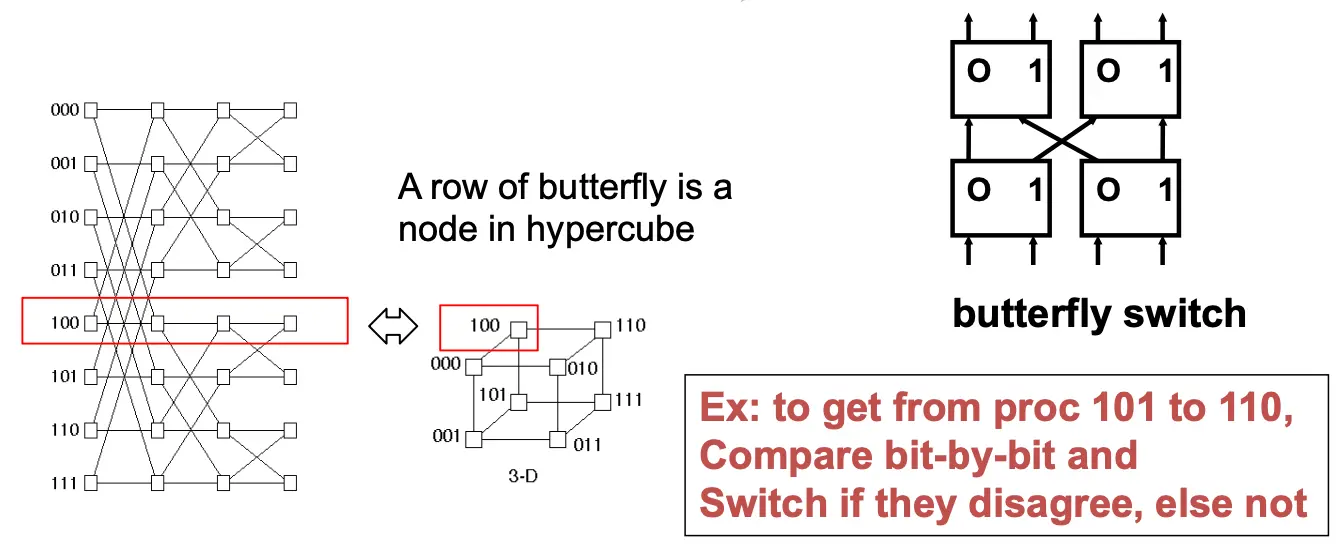 000
001
010
011
100
101
110
111
A row of butterfly is a
node in hypercube
100
110
000
010
101
111
001
011
3-D
O 1 O 1
O 1 O 1
butterfly switch
Ex: to get from proc 101 to 110,
Compare bit-by-bit and
Switch if they disagree, else not